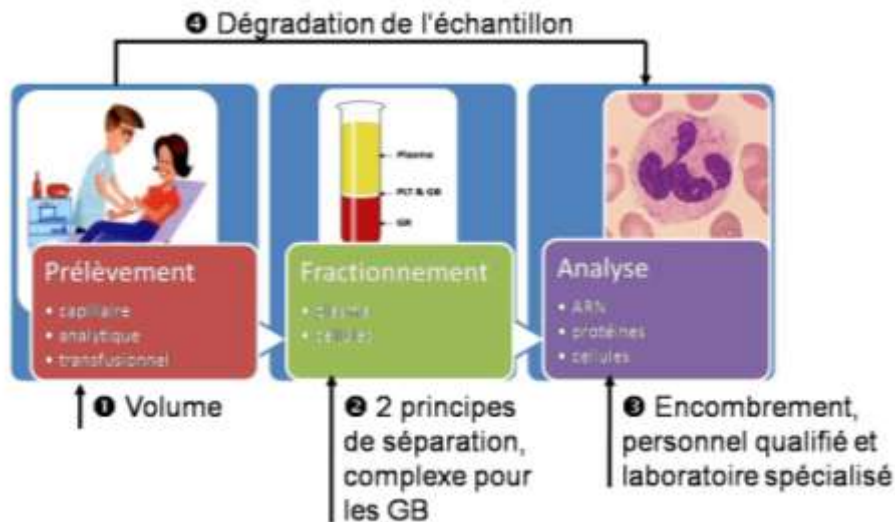 ❹ Dégradation de l'échantillon
Plasma
PLT & GB
GR
Prélèvement
• capillaire
• analytique
• transfusionnel
Fractionnement
• plasma
• cellules
Analyse
• ARN
• protéines
• cellules
❶ Volume
❷ 2 principes
de séparation,
complexe pour
les GB
❸ Encombrement,
personnel qualifié et
laboratoire spécialisé